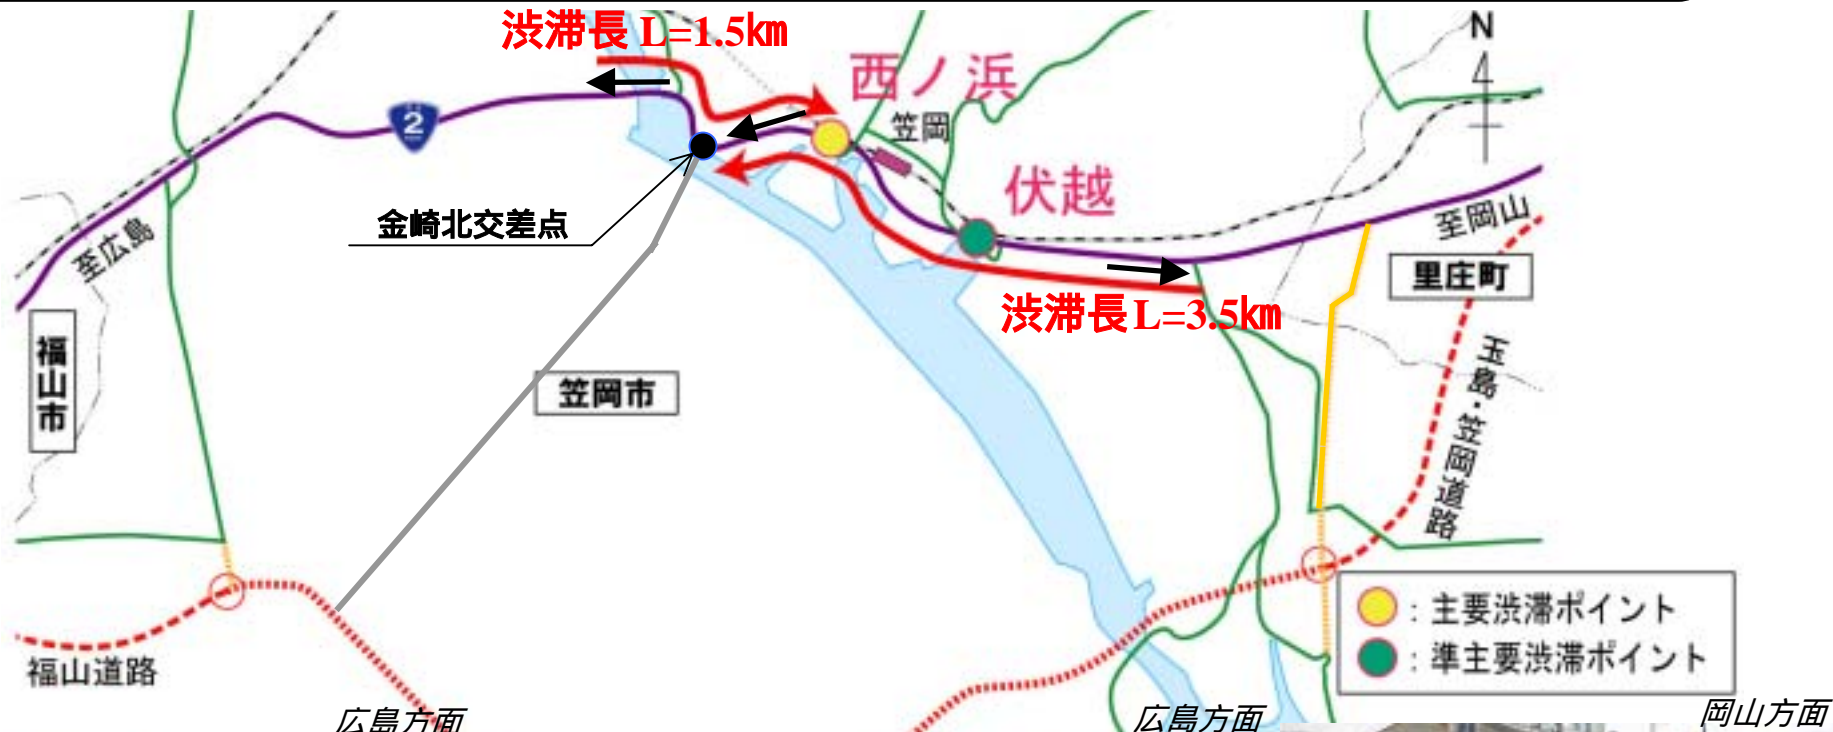 渋滞長 L=1.5㎞
N
西ノ浜
2
笠岡
伏越
金崎北交差点
至広島
至岡山
里庄町
渋滞長 L=3.5㎞
福山市
笠岡市
玉島・笠岡道路
：主要渋滞ポイント
：準主要渋滞ポイント
福山道路
広島方面
広島方面
岡山方面